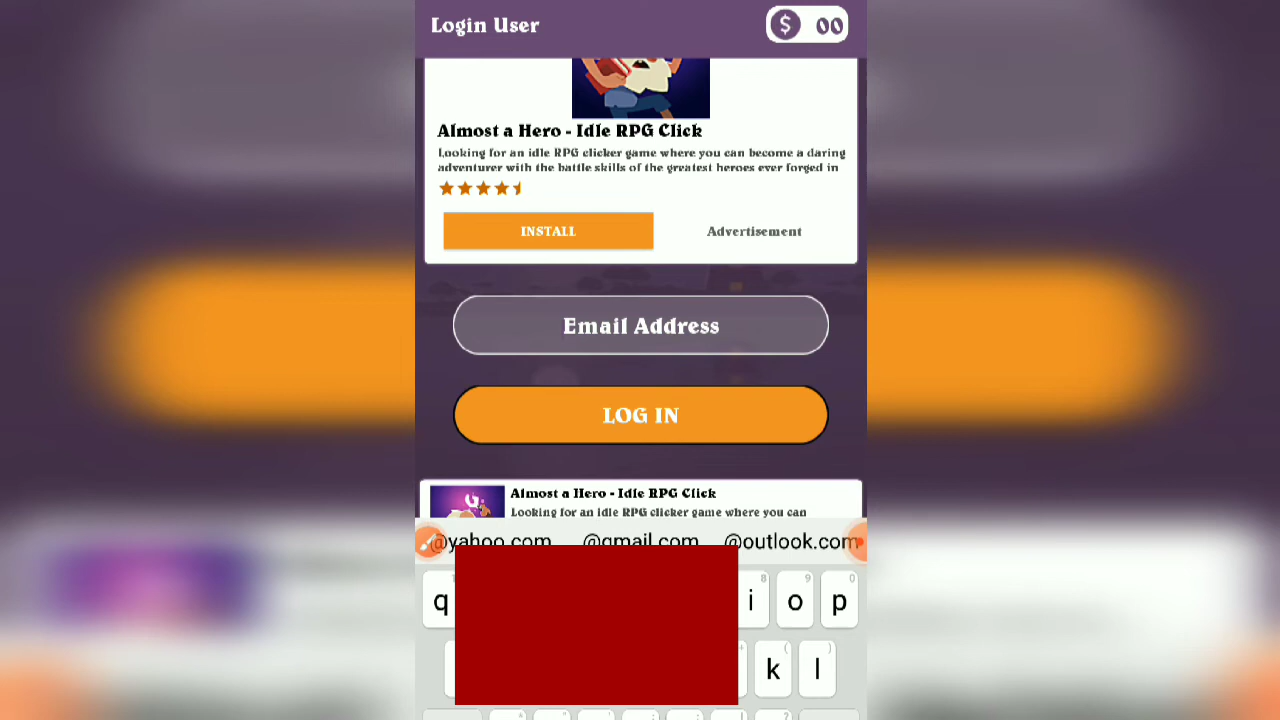 Login User
$ 00
Almost a Hero - Idle RPG Click
Looking for an idle RPG clicker game where you can become a daring
adventurer with the battle skills of the greatest heroes ever forged in
INSTALL
Advertisement
Email Address
LOG IN
Almost a Hero - Idle RPG Click
Looking for an idle RPG clicker game where you can
@yahoo.com @gmail.com @outlook.com
q i 8 o 9 p 0
k ( l )